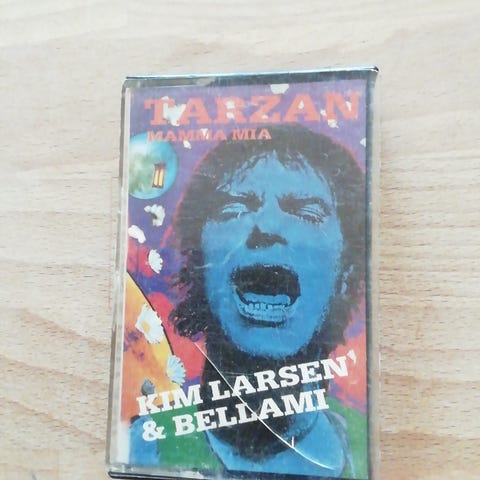 TARZAN
MAMMA MIA
KIM LARSEN
& BELLAMI